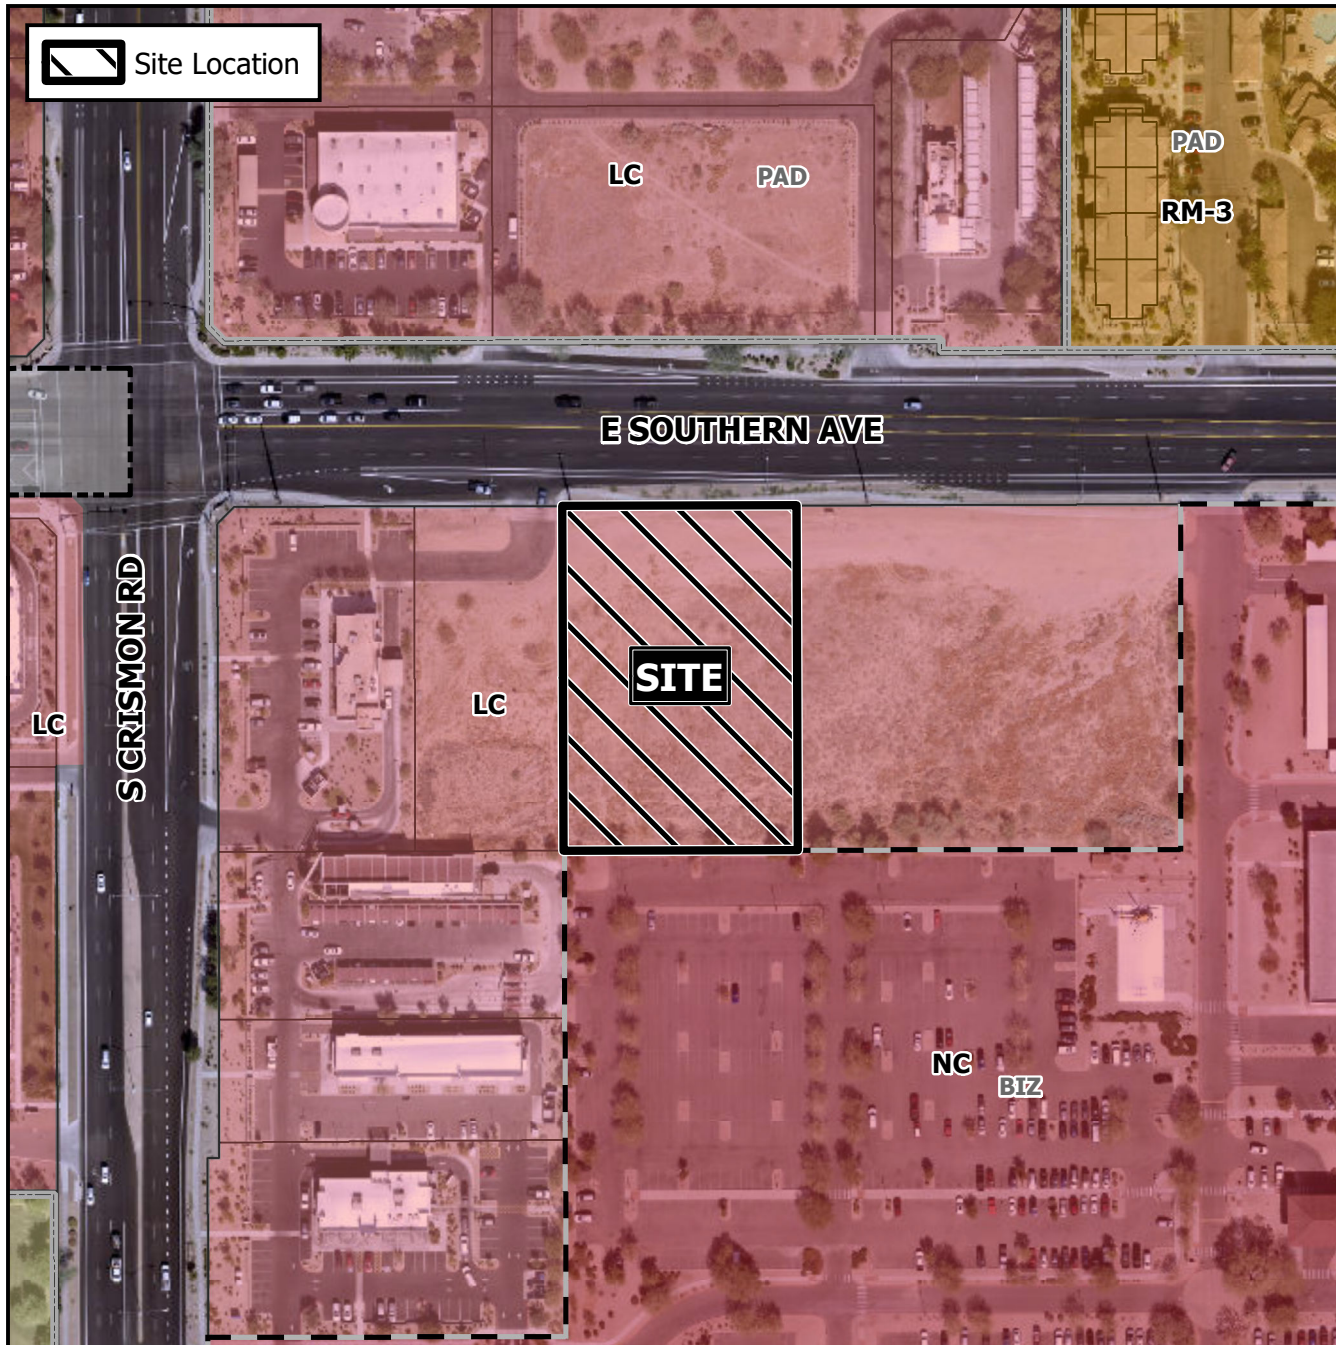 Site Location
LC
PAD
PAD
RM-3
E SOUTHERN AVE
S CRISMON RD
LC
LC
SITE
NC
BIZ